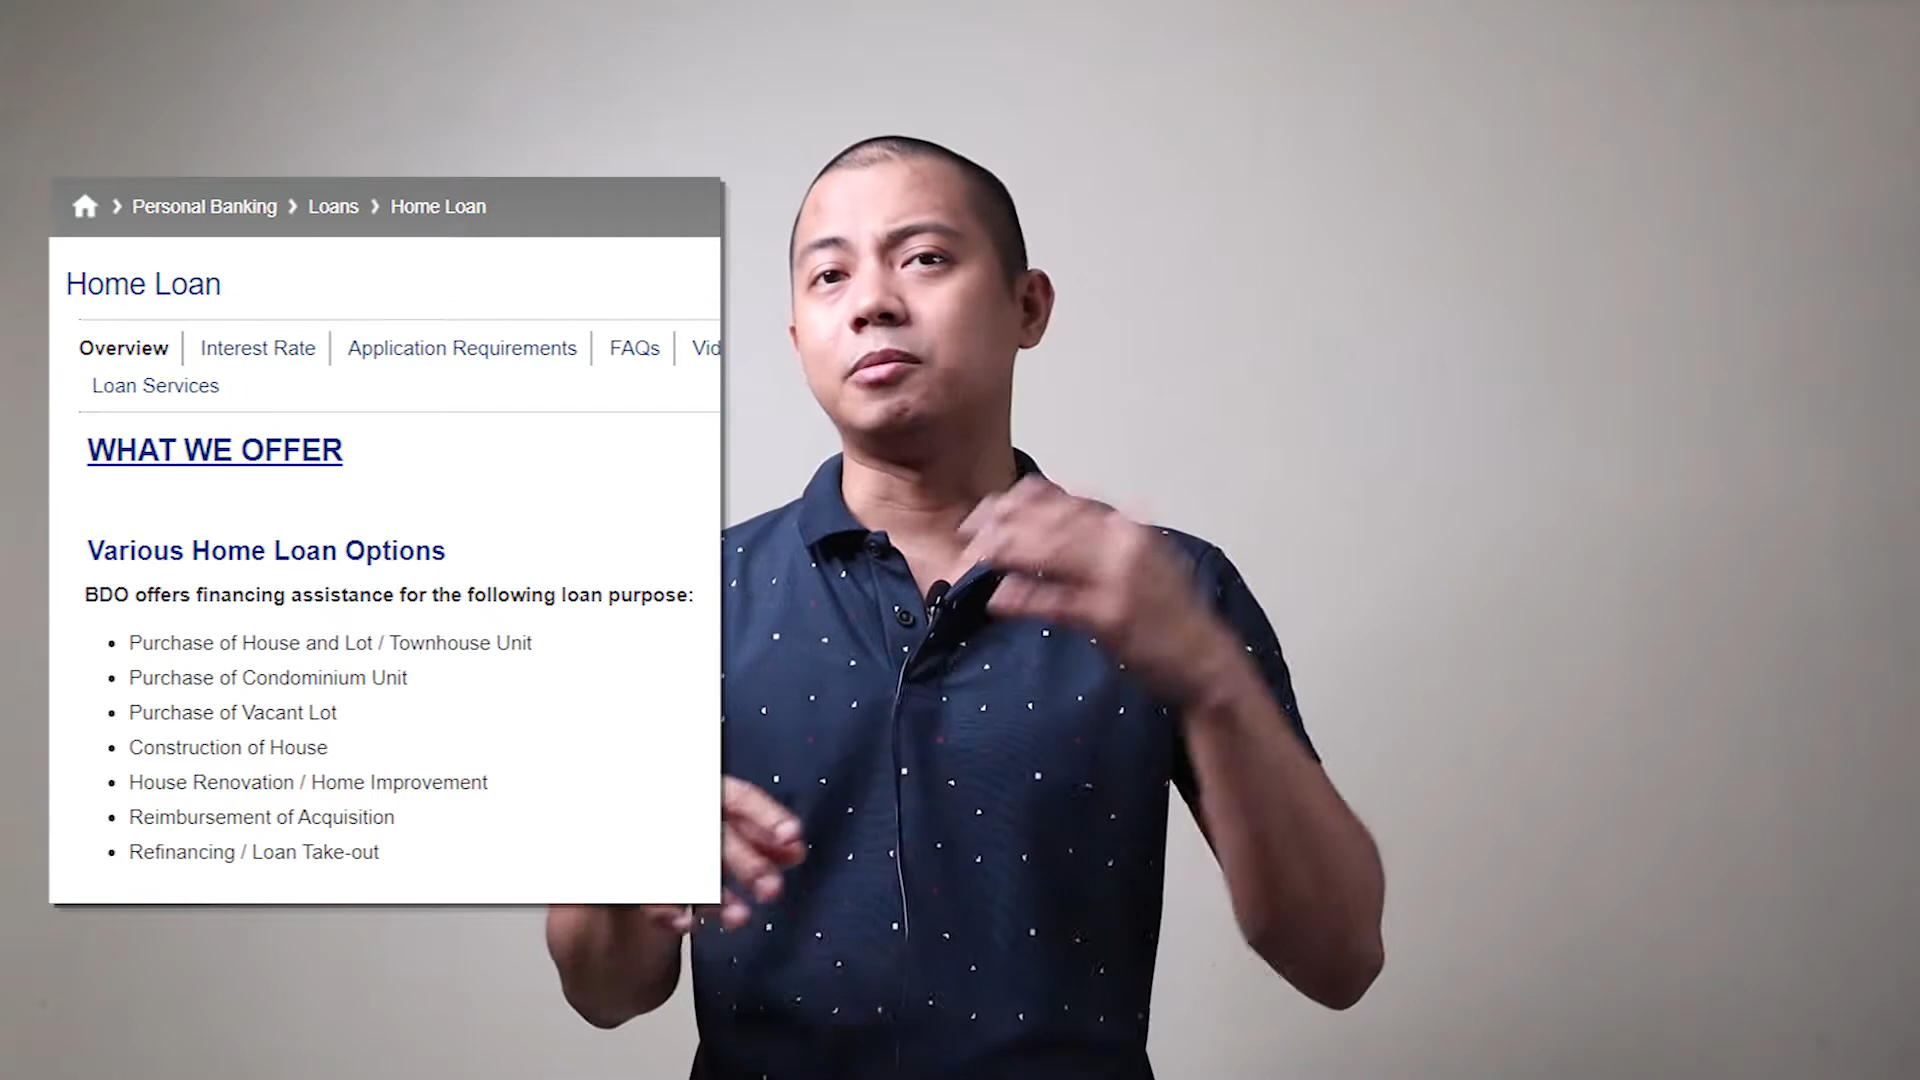 Personal Banking Loans Home Loan
Home Loan
Overview Interest Rate Application Requirements FAQs Vid
Loan Services
WHAT WE OFFER
Various Home Loan Options
BDO offers financing assistance for the following loan purpose:
Purchase of House and Lot / Townhouse Unit
Purchase of Condominium Unit
Purchase of Vacant Lot
Construction of House
House Renovation / Home Improvement
Reimbursement of Acquisition
Refinancing / Loan Take-out